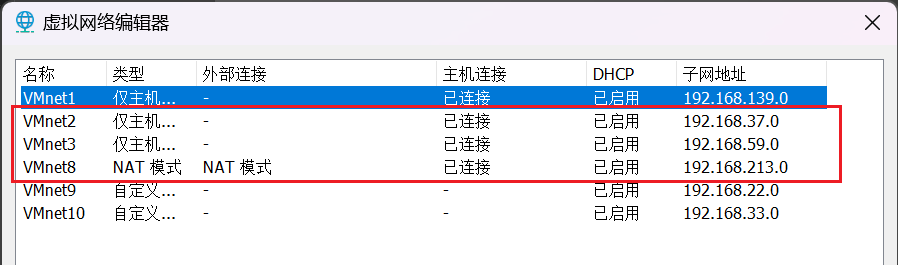 虚拟网络编辑器
名称 类型 外部连接 主机连接 DHCP 子网地址
VMnet1 仅主机... - 已连接 已启用 192.168.139.0
VMnet2 仅主机... - 已连接 已启用 192.168.37.0
VMnet3 仅主机... - 已连接 已启用 192.168.59.0
VMnet8 NAT 模式 NAT 模式 已连接 已启用 192.168.213.0
VMnet9 自定义... - - 已启用 192.168.22.0
VMnet10 自定义... - - 已启用 192.168.33.0